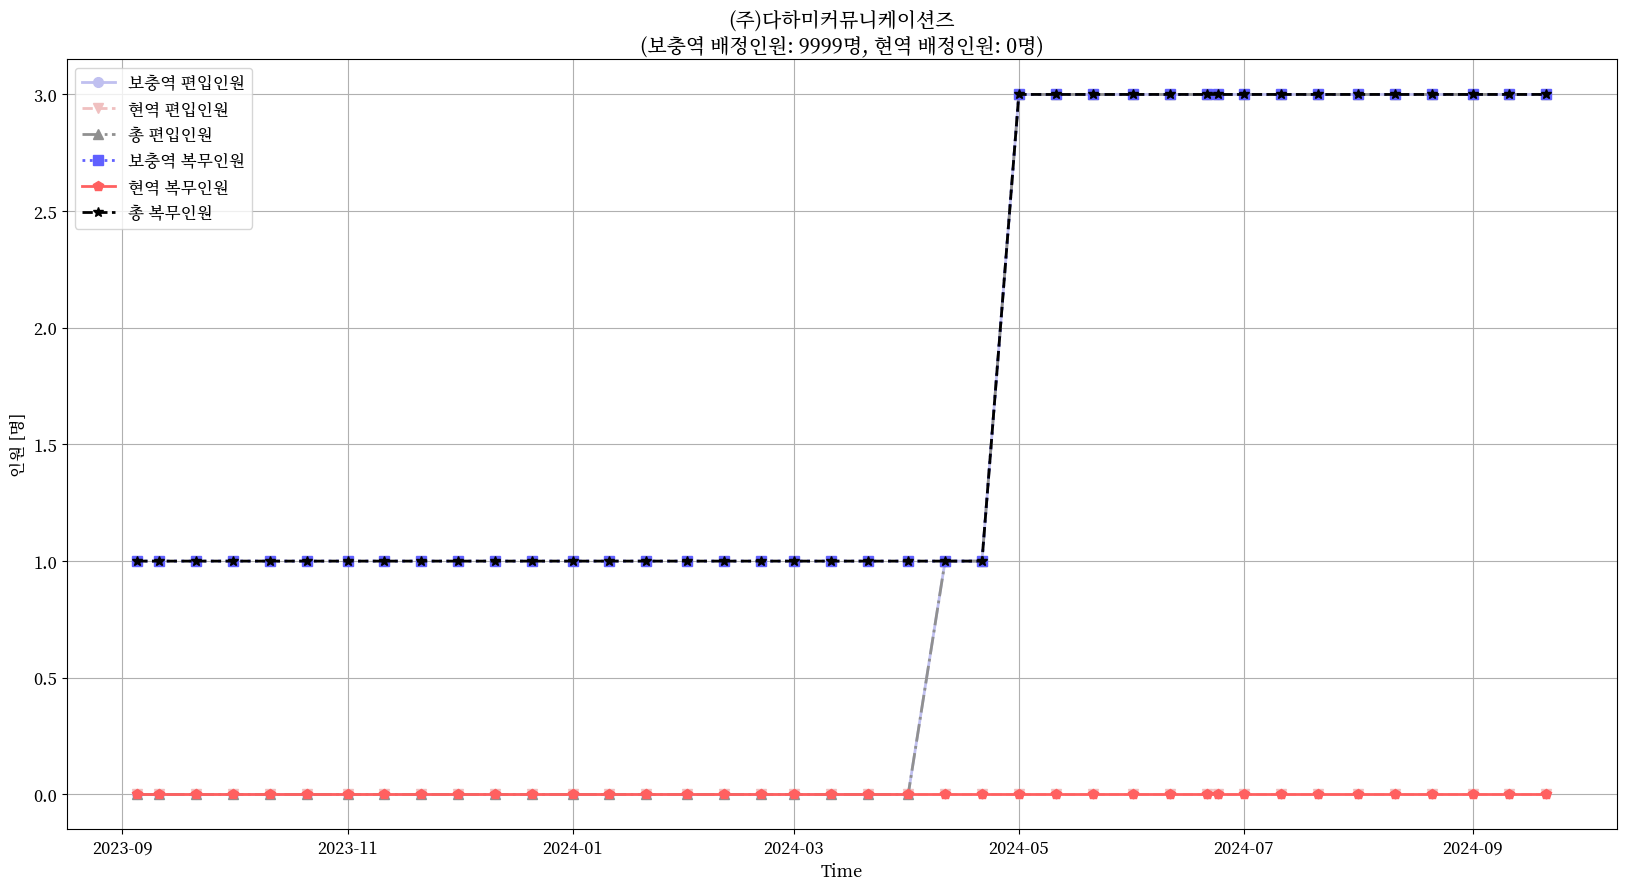 (주)다하미커뮤니케이션즈
(보충역 배정인원: 9999명, 현역 배정인원: 0명)
보충역 편입인원
현역 편입인원
총 편입인원
보충역 복무인원
현역 복무인원
총 복무인원
3.0
2.5
2.0
1.5
1.0
0.5
0.0
인원 [명]
2023-09
2023-11
2024-01
2024-03
2024-05
2024-07
2024-09
Time